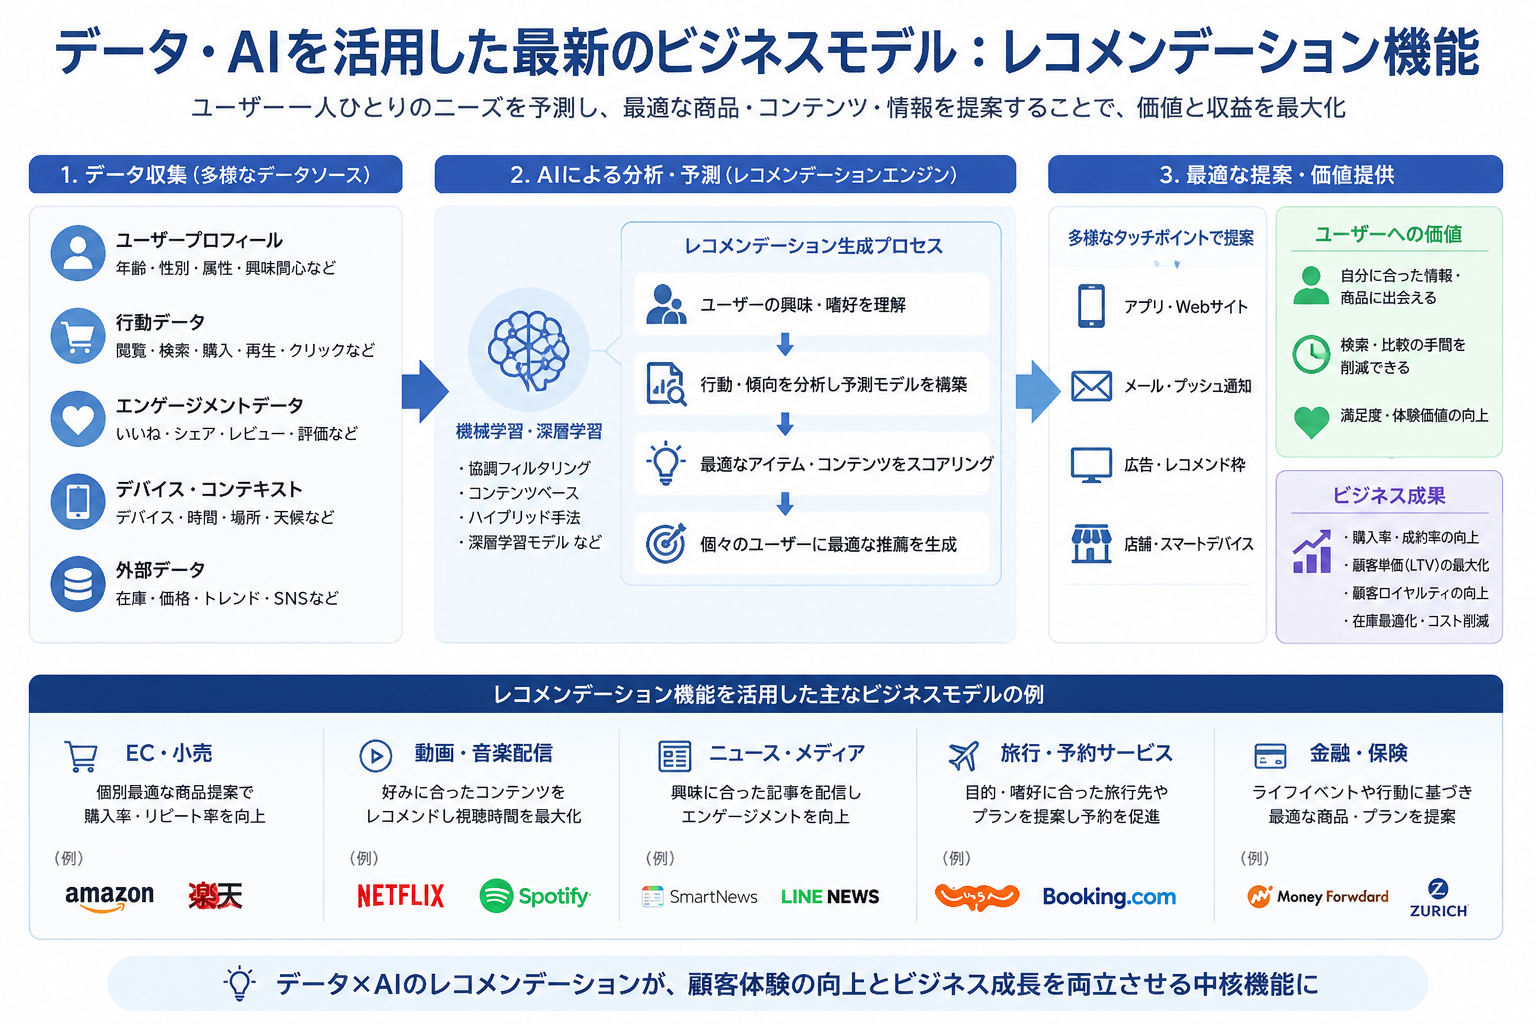 データ・AIを活用した最新のビジネスモデル：レコメンデーション機能
ユーザー一人ひとりのニーズを予測し、最適な商品・コンテンツ・情報を提案することで、価値と収益を最大化
1. データ収集（多様なデータソース）
ユーザープロフィール
年齢・性別・属性・興味関心など
行動データ
閲覧・検索・購入・再生・クリックなど
エンゲージメントデータ
いいね・シェア・レビュー・評価など
デバイス・コンテキスト
デバイス・時間・場所・天候など
外部データ
在庫・価格・トレンド・SNSなど
2. AIによる分析・予測（レコメンデーションエンジン）
機械学習・深層学習
・協調フィルタリング
・コンテンツベース
・ハイブリッド手法
・深層学習モデル など
レコメンデーション生成プロセス
ユーザーの興味・嗜好を理解
行動・傾向を分析し予測モデルを構築
最適なアイテム・コンテンツをスコアリング
個々のユーザーに最適な推薦を生成
3. 最適な提案・価値提供
多様なタッチポイントで提案
アプリ・Webサイト
メール・プッシュ通知
広告・レコメンド枠
店舗・スマートデバイス
ユーザーへの価値
自分に合った情報・
商品に出会える
検索・比較の手間を
削減できる
満足度・体験価値の向上
ビジネス成果
・購入率・成約率の向上
・顧客単価（LTV）の最大化
・顧客ロイヤルティの向上
・在庫最適化・コスト削減
レコメンデーション機能を活用した主なビジネスモデルの例
EC・小売
個別最適な商品提案で
購入率・リピート率を向上
（例）
amazon
楽天
動画・音楽配信
好みに合ったコンテンツを
レコメンドし視聴時間を最大化
（例）
NETFLIX
Spotify
ニュース・メディア
興味に合った記事を配信し
エンゲージメントを向上
（例）
SmartNews
LINE NEWS
旅行・予約サービス
目的・嗜好に合った旅行先や
プランを提案し予約を促進
（例）
Booking.com
金融・保険
ライフイベントや行動に基づき
最適な商品・プランを提案
（例）
Money Forwdard
ZURICH
データ×AIのレコメンデーションが、顧客体験の向上とビジネス成長を両立させる中核機能に